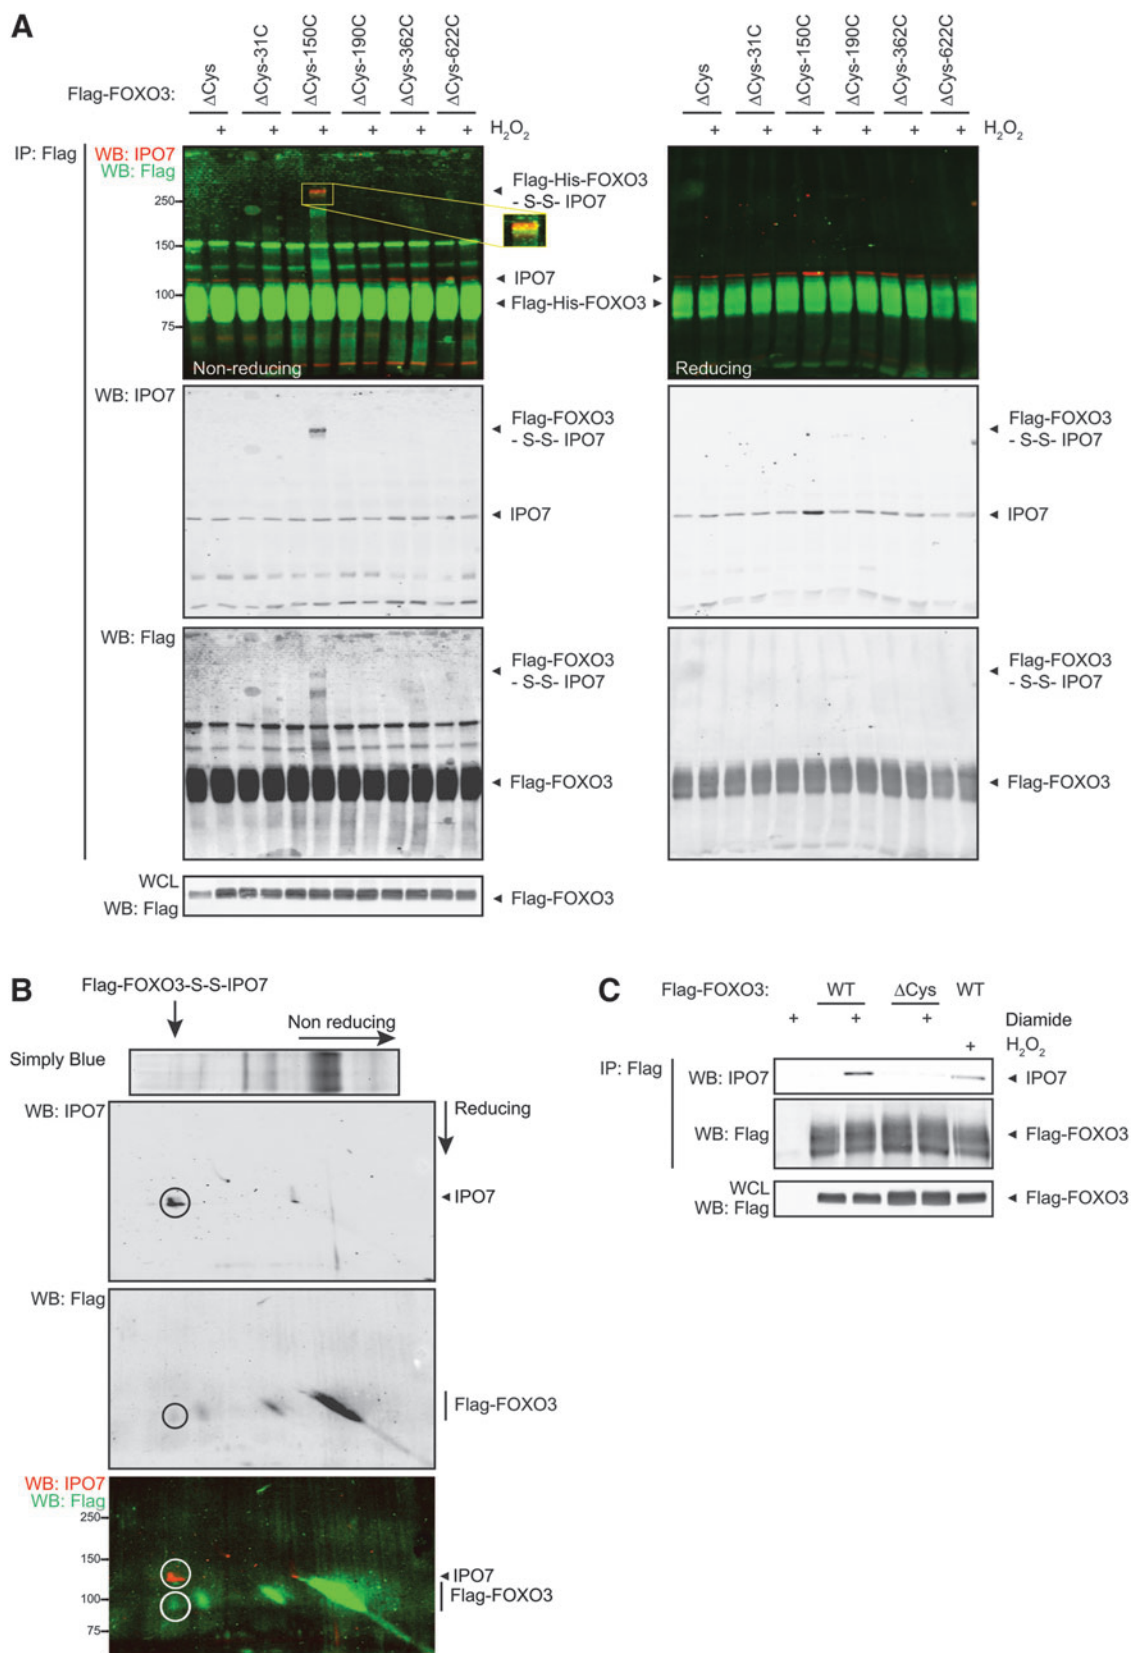 A
Flag-FOXO3:
ΔCys
ΔCys-31C
ΔCys-150C
ΔCys-190C
ΔCys-362C
ΔCys-622C
+ + + + + + H₂O₂
ΔCys
ΔCys-31C
ΔCys-150C
ΔCys-190C
ΔCys-362C
ΔCys-622C
+ + + + + + H₂O₂
IP: Flag
WB: IPO7
WB: Flag
250
150
100
75
Non-reducing
Flag-His-FOXO3
- S-S- IPO7
IPO7
Flag-His-FOXO3
Reducing
WB: IPO7
Flag-FOXO3
- S-S- IPO7
IPO7
Flag-FOXO3
- S-S- IPO7
IPO7
WB: Flag
Flag-FOXO3
- S-S- IPO7
Flag-FOXO3
Flag-FOXO3
- S-S- IPO7
Flag-FOXO3
WCL
WB: Flag
Flag-FOXO3
B
Flag-FOXO3-S-S-IPO7
Non reducing
Simply Blue
WB: IPO7
Reducing
IPO7
WB: Flag
Flag-FOXO3
WB: IPO7
WB: Flag
250
150
100
75
IPO7
Flag-FOXO3
C
Flag-FOXO3: WT ΔCys WT
+ + + Diamide
+ H₂O₂
IP: Flag
WB: IPO7
IPO7
WB: Flag
Flag-FOXO3
WCL
WB: Flag
Flag-FOXO3